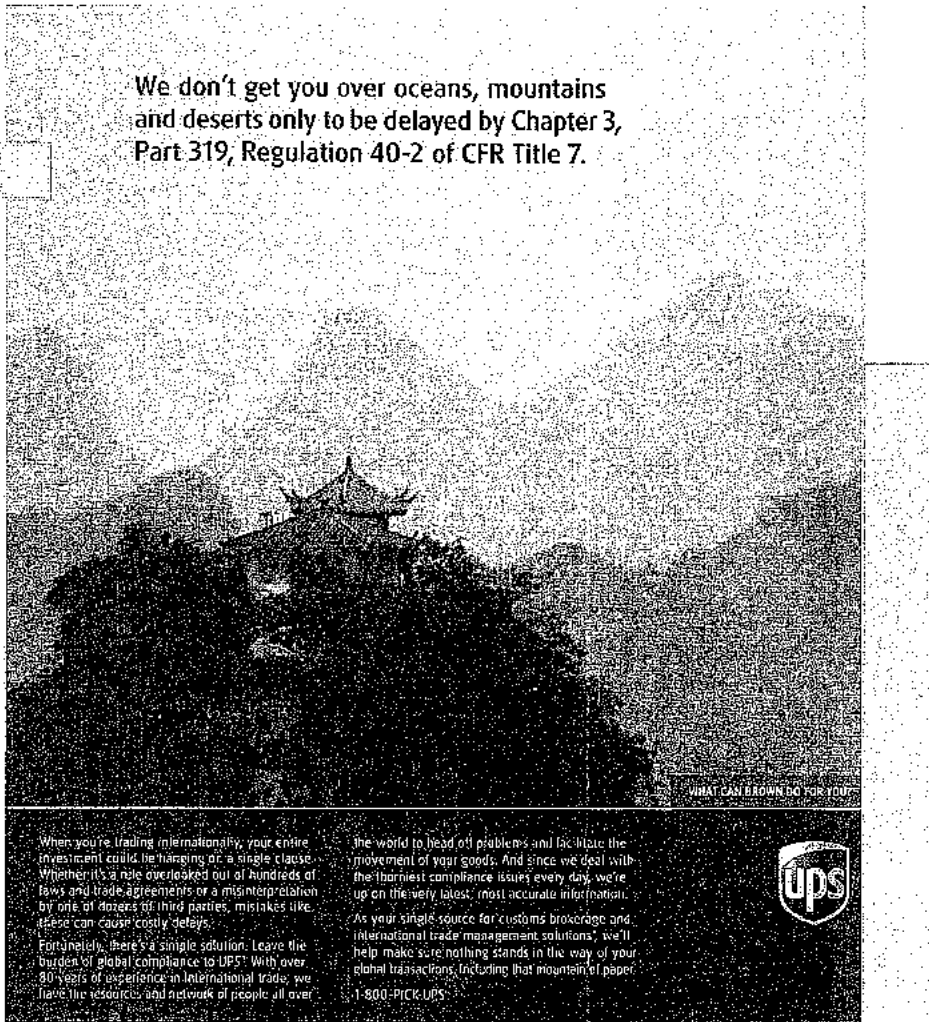 We don't get you over oceans, mountains
and deserts only to be delayed by Chapter 3,
Part 319, Regulation 40-2 of CFR Title 7.
WHAT CAN BROWN DO FOR YOU?
When you're trading internationally, your entire
investment could be hanging on a single clause.
Whether it's a rule overlooked out of hundreds of
laws and trade agreements or a misinterpretation
by one of dozens of third parties, mistakes like
these can cause costly delays.
Fortunately, there's a simple solution. Leave the
burden of global compliance to UPS. With over
80 years of experience in international trade, we
have the resources and network of people all over
the world to head off problems and facilitate the
movement of your goods. And since we deal with
the thorniest compliance issues every day, we're
up on the very latest, most accurate information.
As your single source for customs brokerage and
international trade management solutions, we'll
help make sure nothing stands in the way of your
global transactions. Including that mountain of paper.
1-800-PICK-UPS
ups